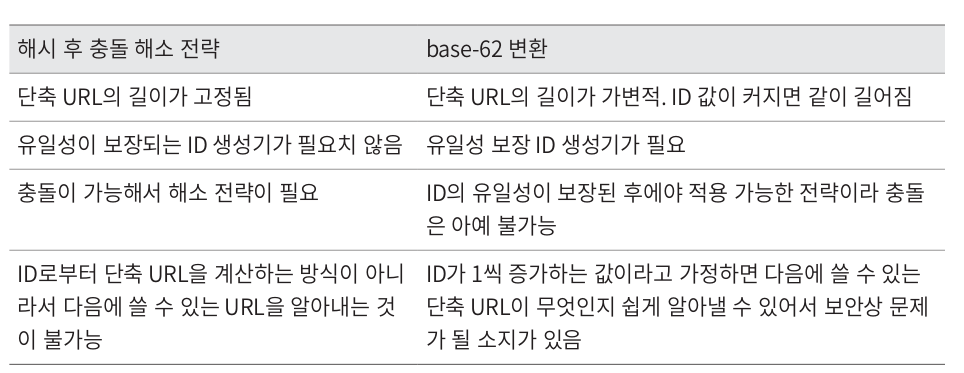 해시 후 충돌 해소 전략
base-62 변환
단축 URL의 길이가 고정됨
단축 URL의 길이가 가변적. ID 값이 커지면 같이 길어짐
유일성이 보장되는 ID 생성기가 필요치 않음
유일성 보장 ID 생성기가 필요
충돌이 가능해서 해소 전략이 필요
ID의 유일성이 보장된 후에야 적용 가능한 전략이라 충돌
은 아예 불가능
ID로부터 단축 URL을 계산하는 방식이 아니
라서 다음에 쓸 수 있는 URL을 알아내는 것
이 불가능
ID가 1씩 증가하는 값이라고 가정하면 다음에 쓸 수 있는
단축 URL이 무엇인지 쉽게 알아낼 수 있어서 보안상 문제
가 될 소지가 있음